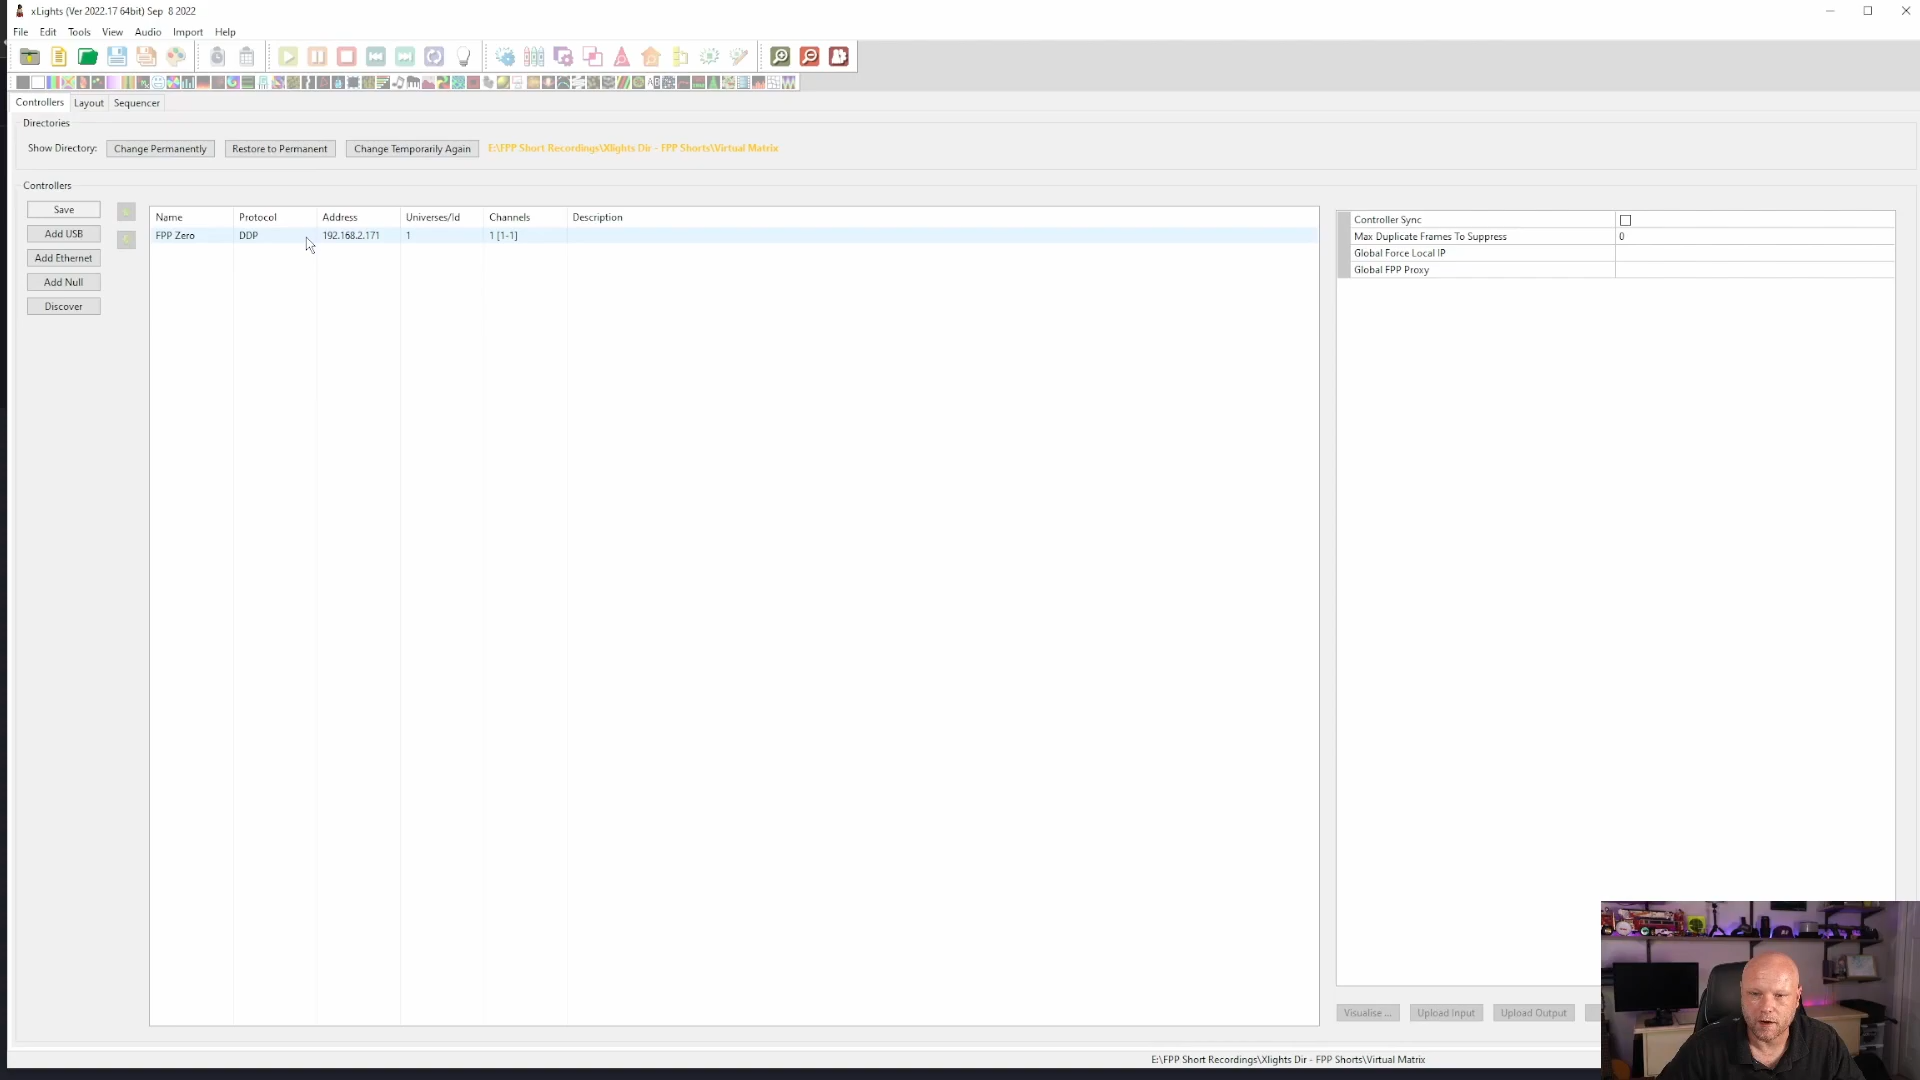 xLights (Ver 2022.17 64bit) Sep 8 2022
File Edit Tools View Audio Import Help
Controllers Layout Sequencer
Directories
Show Directory: Change Permanently Restore to Permanent Change Temporarily Again E:\FPP Short Recordings\Xlights Dir - FPP Shorts\Virtual Matrix
Controllers
Save
Add USB
Add Ethernet
Add Null
Discover
Name Protocol Address Universes/Id Channels Description
FPP Zero DDP 192.168.2.171 1 1 [1-1]
Controller Sync
Max Duplicate Frames To Suppress 0
Global Force Local IP
Global FPP Proxy
Visualise ... Upload Input Upload Output
E:\FPP Short Recordings\Xlights Dir - FPP Shorts\Virtual Matrix